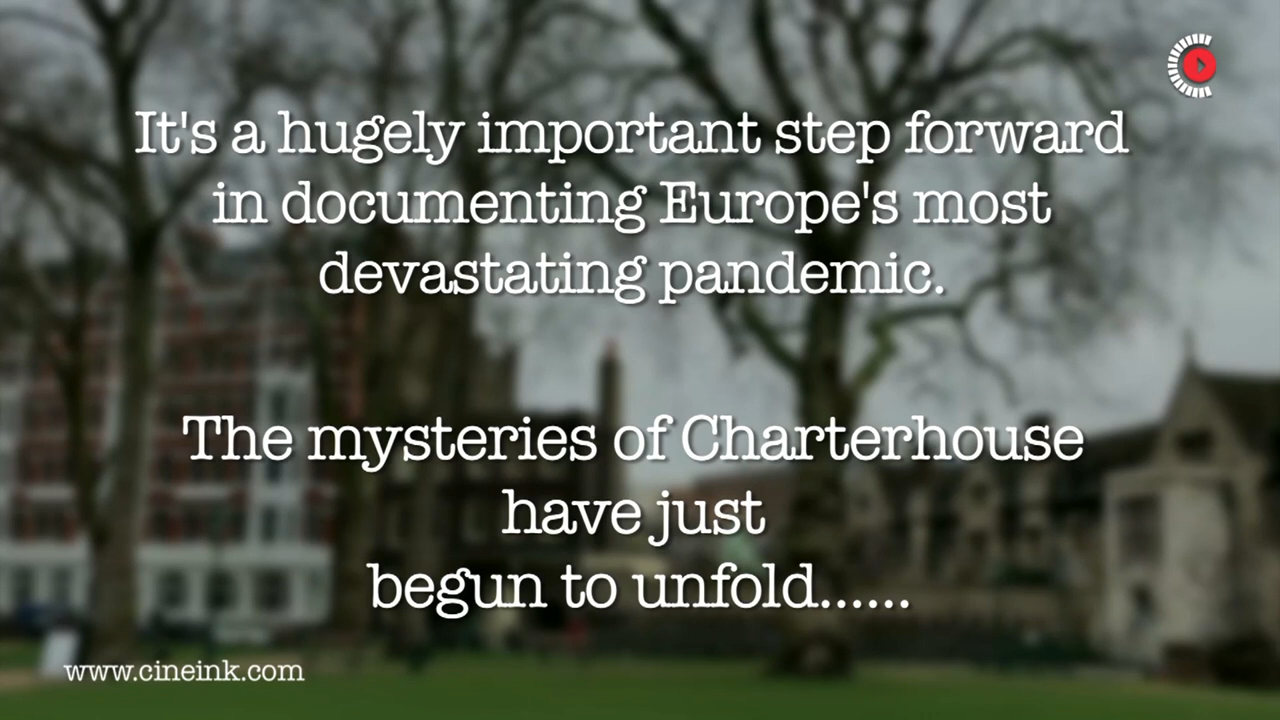 It's a hugely important step forward
in documenting Europe's most
devastating pandemic.
The mysteries of Charterhouse
have just
begun to unfold......
www.cineink.com